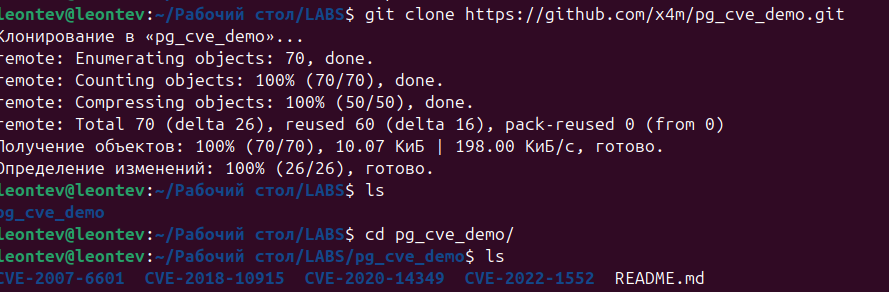 leontev@leontev:~/Рабочий стол/LABS$ git clone https://github.com/x4m/pg_cve_demo.git
Клонирование в «pg_cve_demo»...
remote: Enumerating objects: 70, done.
remote: Counting objects: 100% (70/70), done.
remote: Compressing objects: 100% (50/50), done.
remote: Total 70 (delta 26), reused 60 (delta 16), pack-reused 0 (from 0)
Получение объектов: 100% (70/70), 10.07 КиБ | 198.00 КиБ/с, готово.
Определение изменений: 100% (26/26), готово.
leontev@leontev:~/Рабочий стол/LABS$ ls
pg_cve_demo
leontev@leontev:~/Рабочий стол/LABS$ cd pg_cve_demo/
leontev@leontev:~/Рабочий стол/LABS/pg_cve_demo$ ls
CVE-2007-6601 CVE-2018-10915 CVE-2020-14349 CVE-2022-1552 README.md